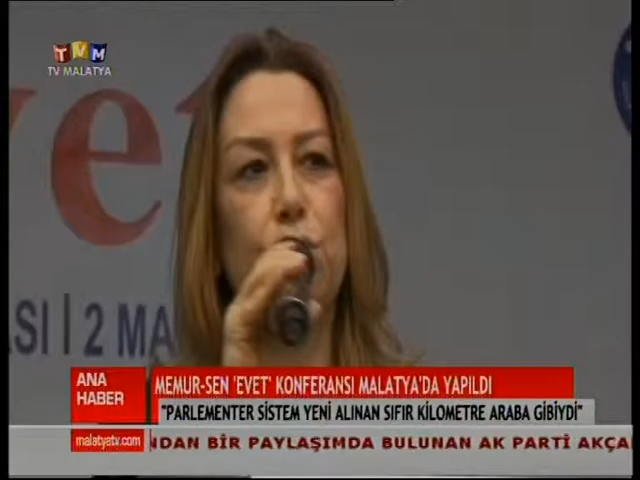 TVM
TV MALATYA
vet
ASI | 2 MA
ANA HABER
MEMUR-SEN 'EVET' KONFERANSI MALATYA'DA YAPILDI
"PARLEMENTER SİSTEM YENİ ALINAN SIFIR KİLOMETRE ARABA GİBİYDİ"
malatyatv.com
NDAN BİR PAYLAŞIMDA BULUNAN AK PARTİ AKÇA